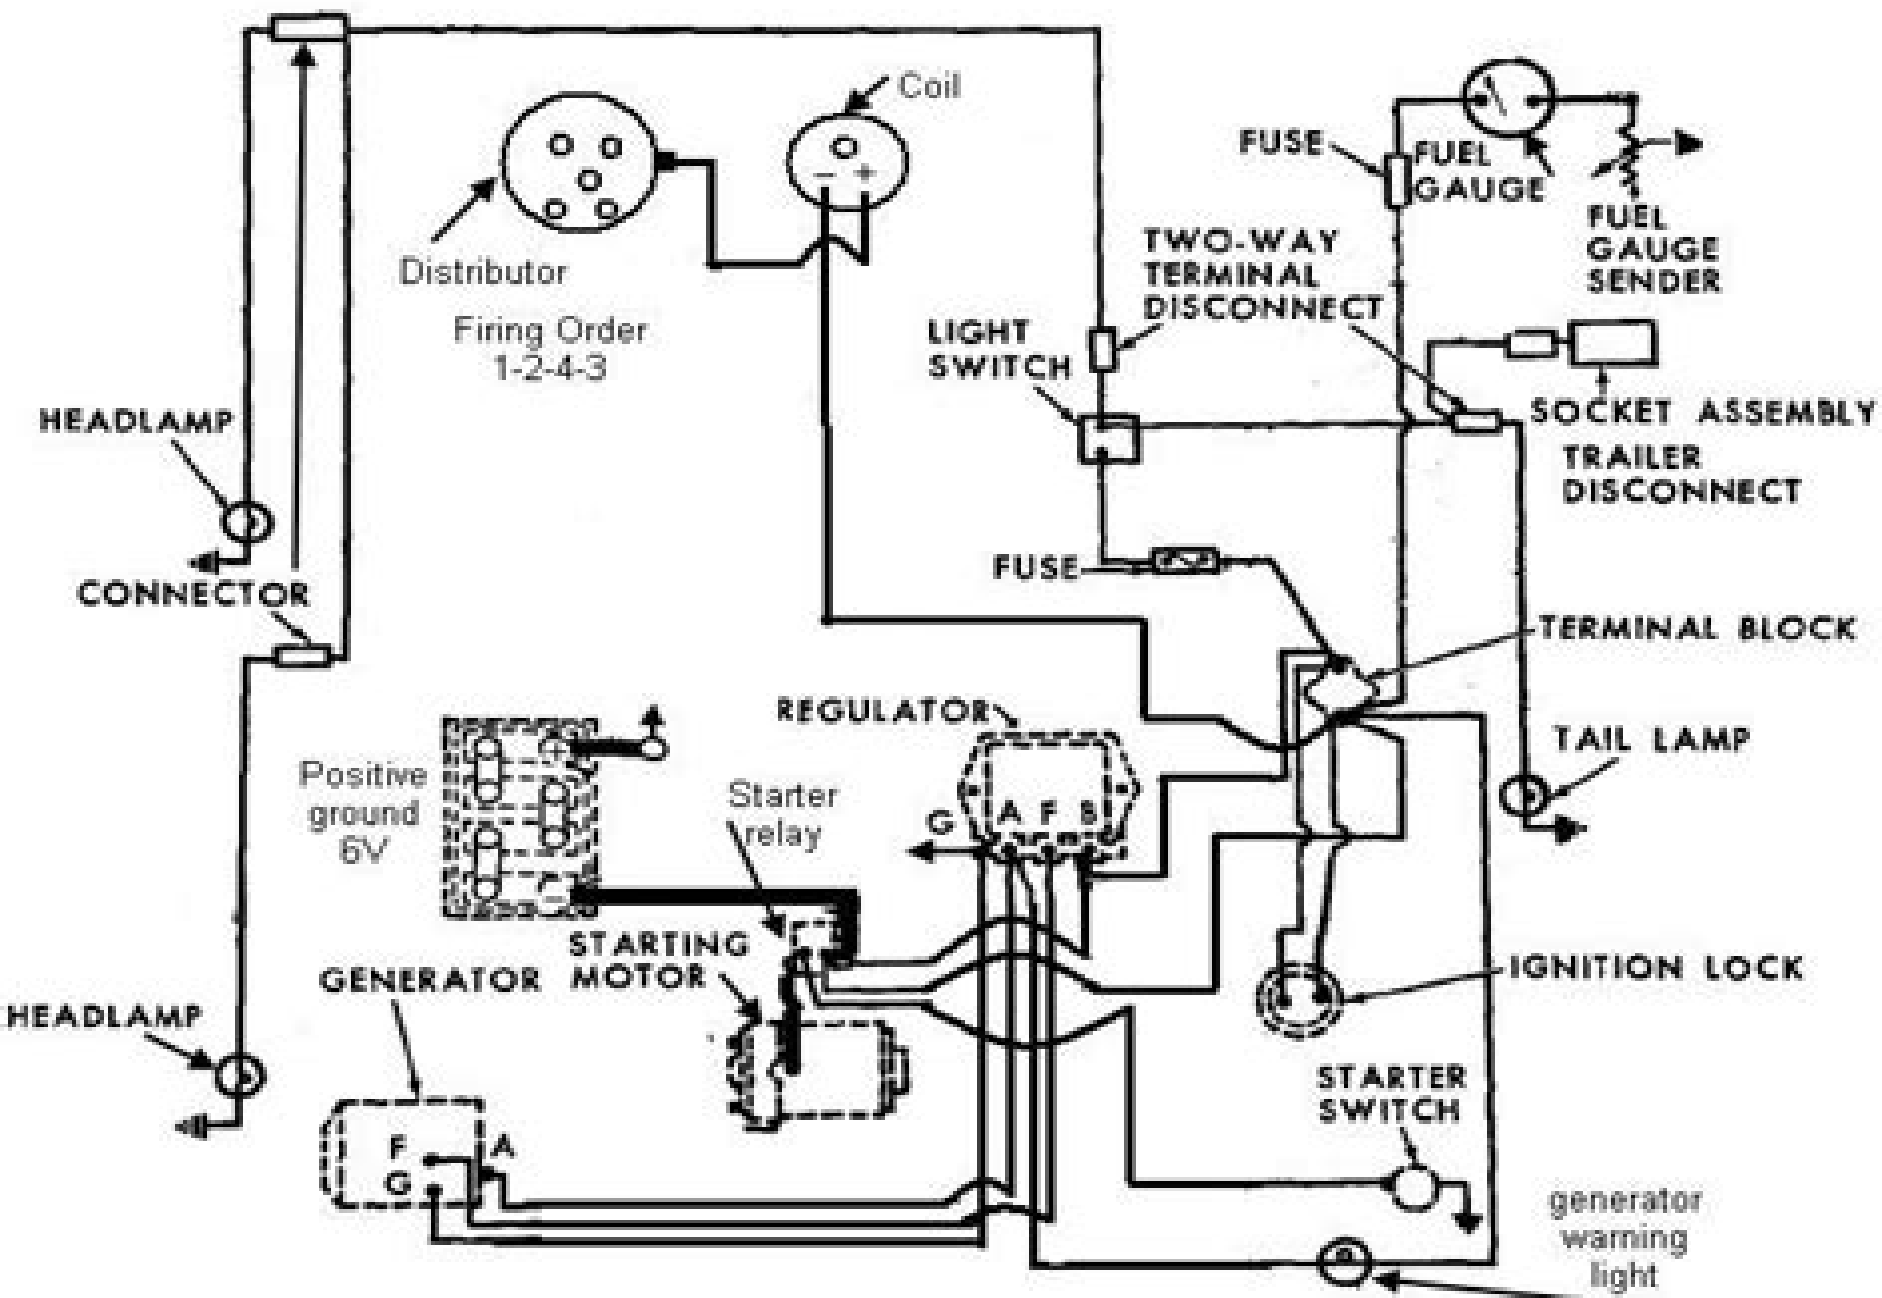 Coil
FUSE
FUEL
GAUGE
FUEL
GAUGE
SENDER
TWO-WAY
TERMINAL
DISCONNECT
Distributor
Firing Order
1-2-4-3
LIGHT
SWITCH
HEADLAMP
SOCKET ASSEMBLY
TRAILER
DISCONNECT
FUSE
CONNECTOR
TERMINAL BLOCK
REGULATOR
TAIL LAMP
Positive
ground
6V
Starter
relay
G A F B
- +
+
-
STARTING
MOTOR
GENERATOR
IGNITION LOCK
HEADLAMP
STARTER
SWITCH
F A
G
generator
warning
light